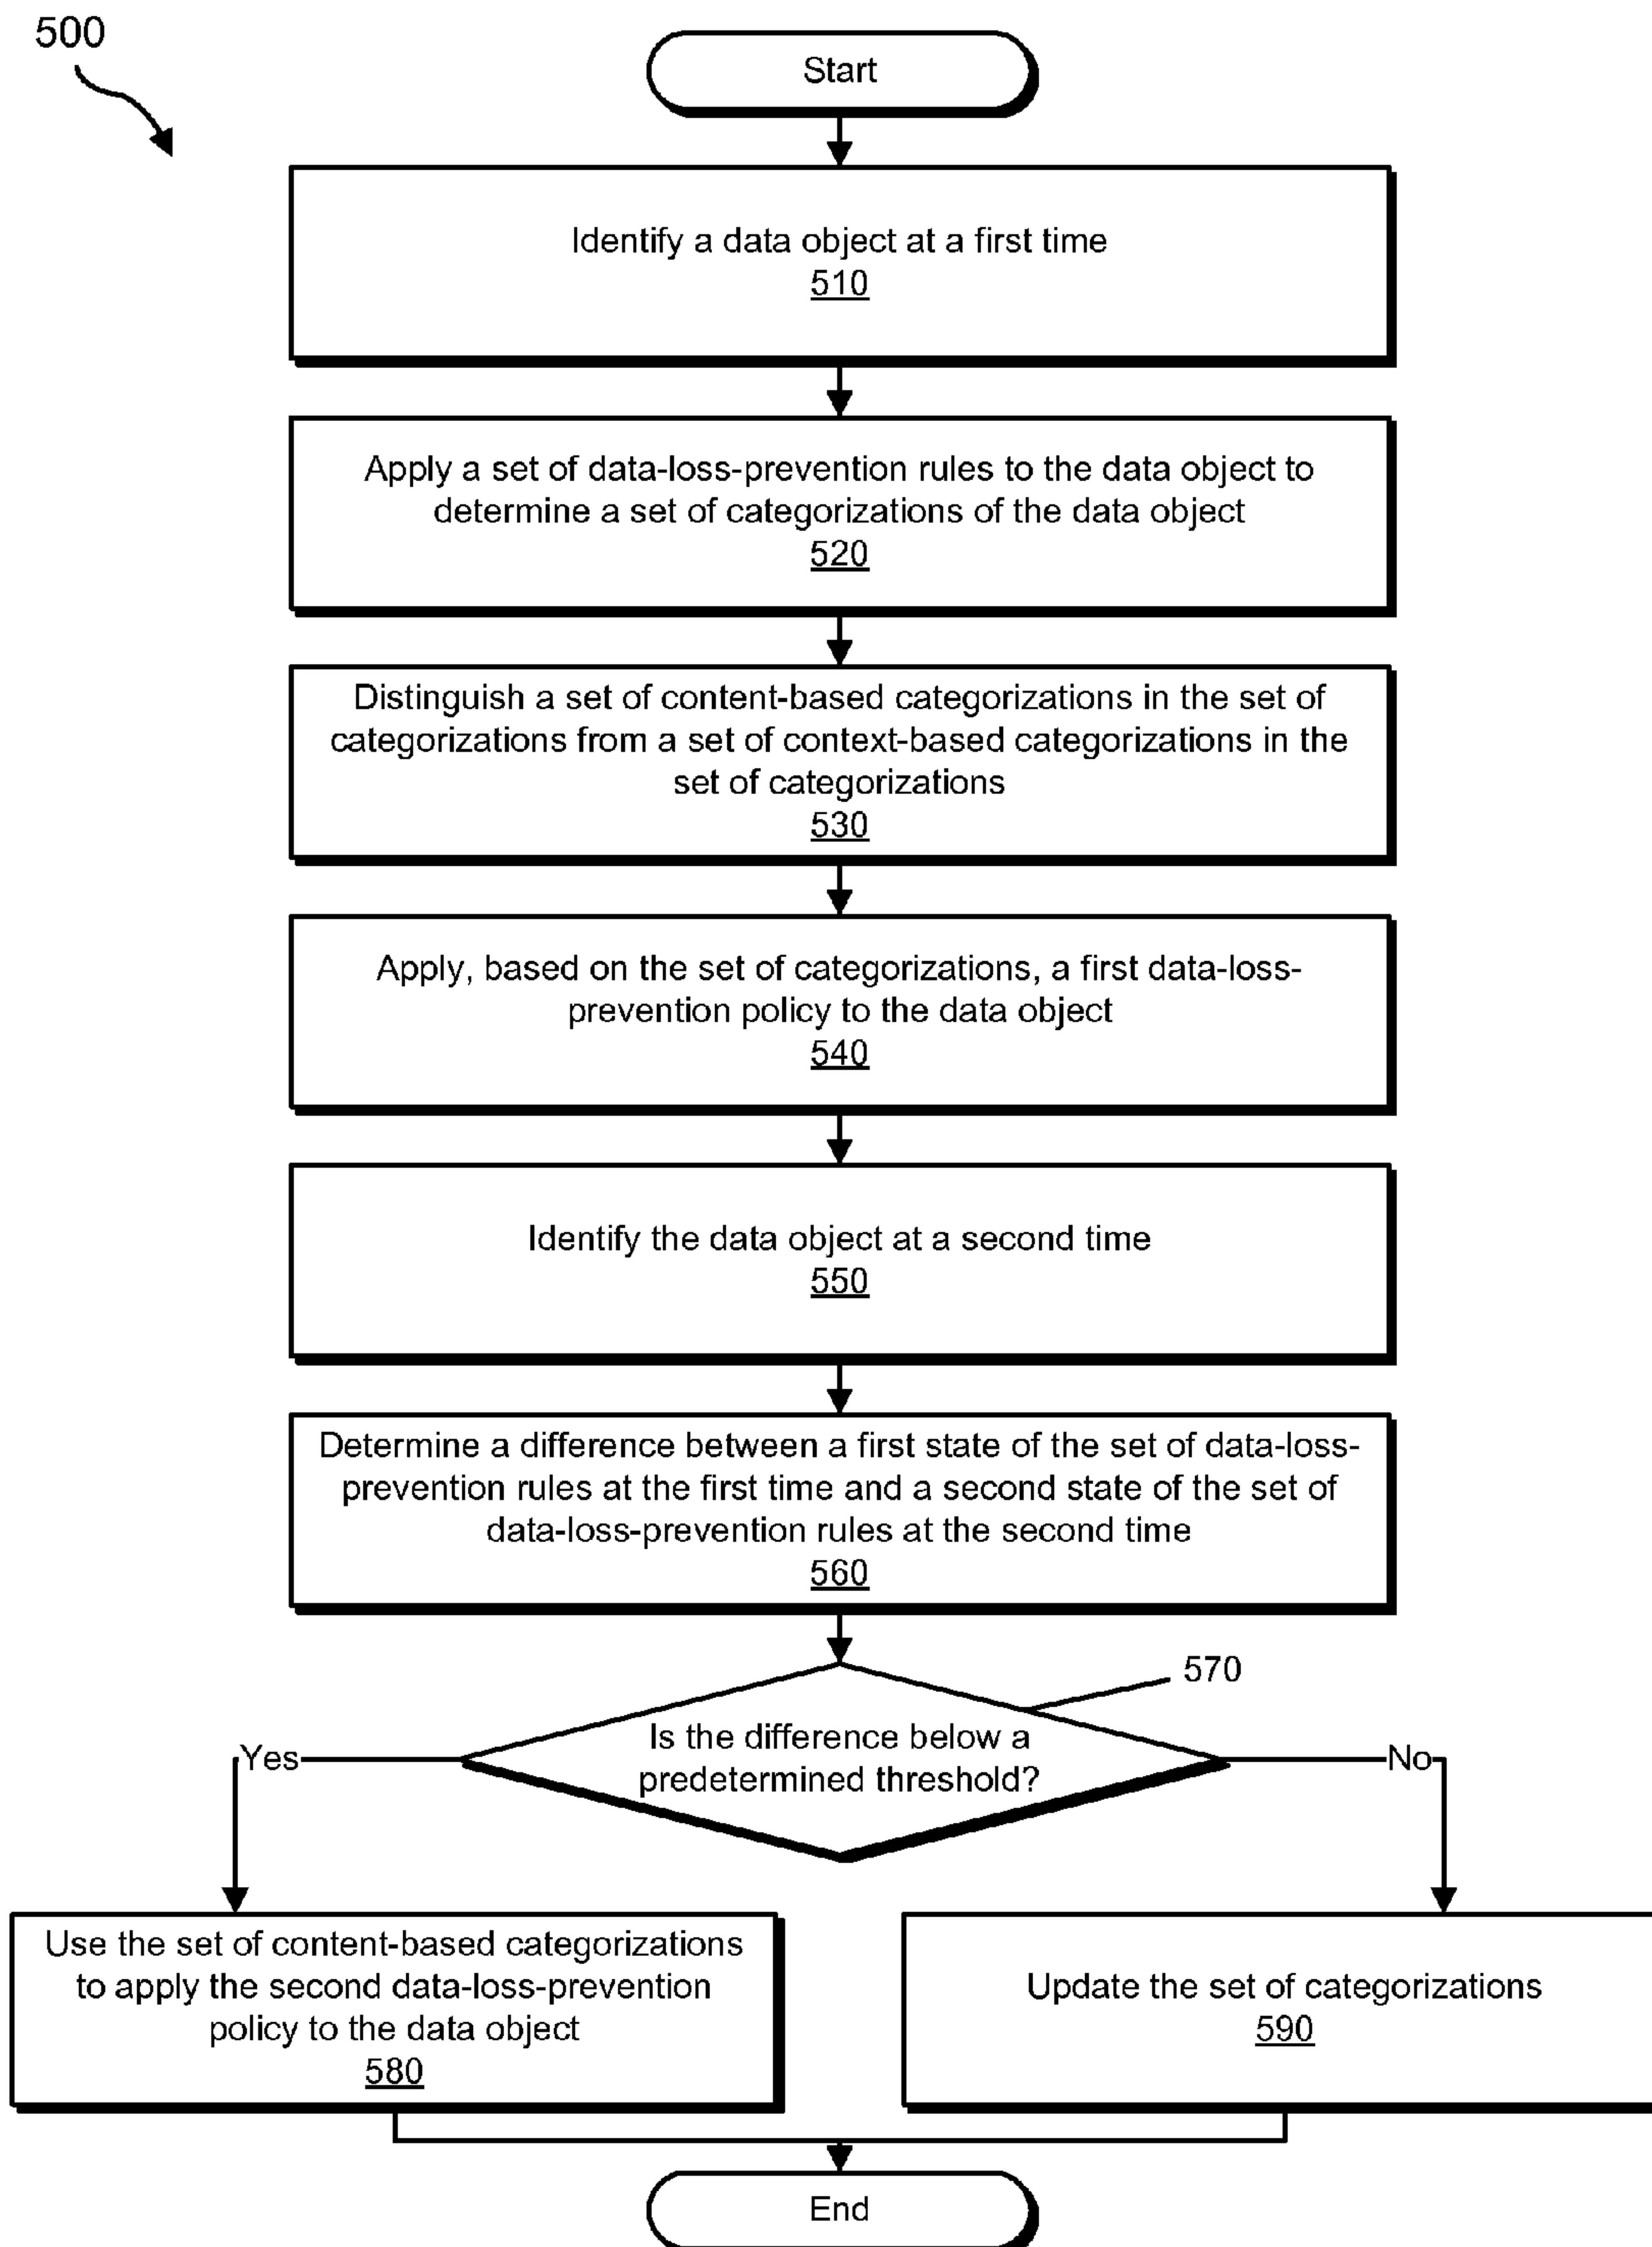 500
Start
Identify a data object at a first time
510
Apply a set of data-loss-prevention rules to the data object to
determine a set of categorizations of the data object
520
Distinguish a set of content-based categorizations in the set of
categorizations from a set of context-based categorizations in the
set of categorizations
530
Apply, based on the set of categorizations, a first data-loss-
prevention policy to the data object
540
Identify the data object at a second time
550
Determine a difference between a first state of the set of data-loss-
prevention rules at the first time and a second state of the set of
data-loss-prevention rules at the second time
560
570
Is the difference below a
predetermined threshold?
Yes
No
Use the set of content-based categorizations
to apply the second data-loss-prevention
policy to the data object
580
Update the set of categorizations
590
End